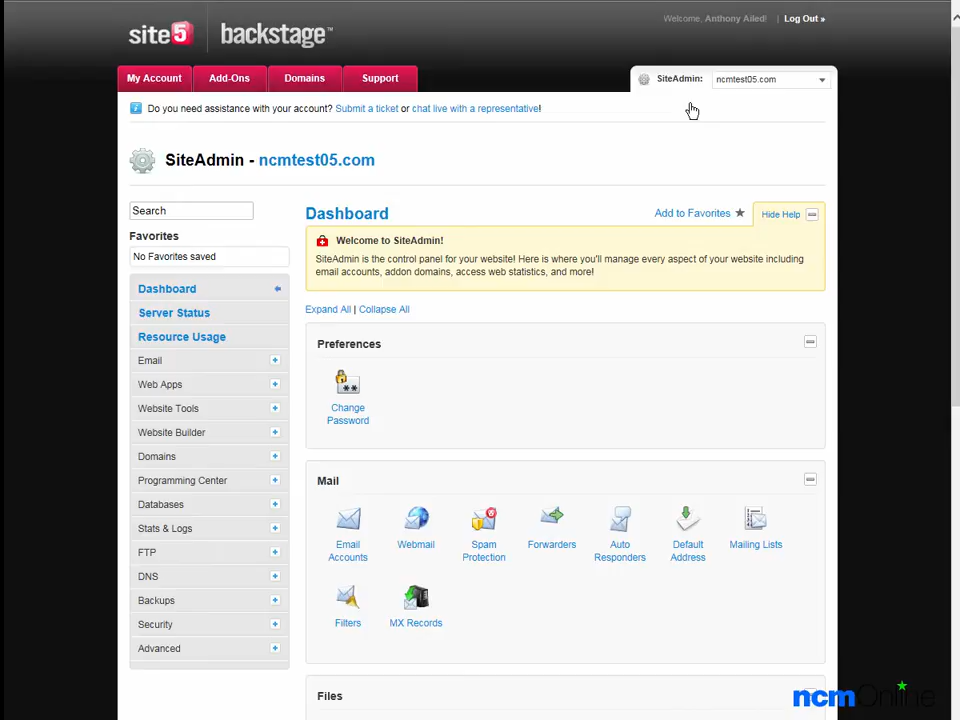 Welcome, Anthony Ailed! | Log Out »
site5 backstage™
My Account Add-Ons Domains Support
SiteAdmin: ncmtest05.com
Do you need assistance with your account? Submit a ticket or chat live with a representative!
SiteAdmin - ncmtest05.com
Search
Favorites
No Favorites saved
Dashboard
Server Status
Resource Usage
Email
Web Apps
Website Tools
Website Builder
Domains
Programming Center
Databases
Stats & Logs
FTP
DNS
Backups
Security
Advanced
Dashboard
Add to Favorites ★
Hide Help
Welcome to SiteAdmin!
SiteAdmin is the control panel for your website! Here is where you'll manage every aspect of your website including
email accounts, addon domains, access web statistics, and more!
Expand All | Collapse All
Preferences
Change
Password
Mail
Email
Accounts
Webmail
Spam
Protection
Forwarders
Auto
Responders
Default
Address
Mailing Lists
Filters
MX Records
Files
ncmOnline